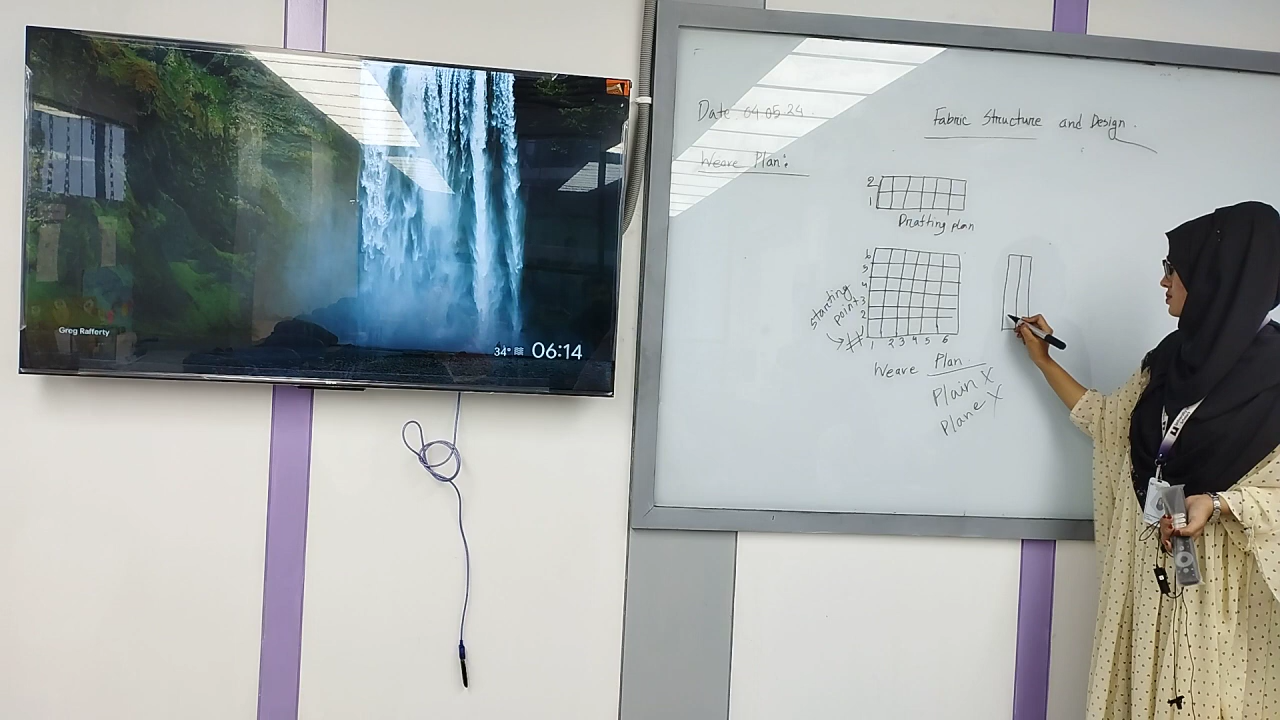 Greg Rafferty
34°
06:14
Date 04.05.24
Fabric Structure and Design.
Weave Plan:
2
1
Drafting plan
6
5
4
3
2
starting
point
1 2 3 4 5 6
Weave Plan
Plain X
Plane X